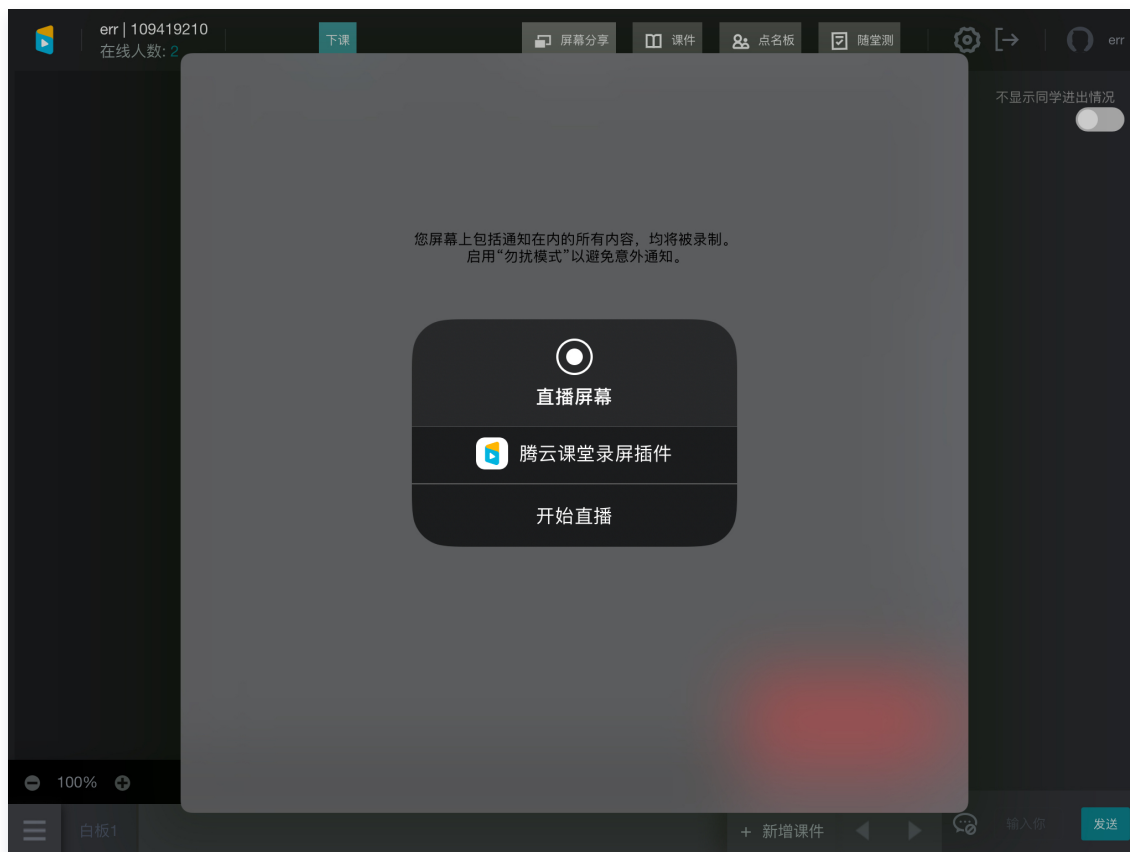 err | 109419210
在线人数: 2
下课
屏幕分享
课件
点名板
随堂测
err
不显示同学进出情况
您屏幕上包括通知在内的所有内容，均将被录制。
启用“勿扰模式”以避免意外通知。
直播屏幕
腾云课堂录屏插件
开始直播
100%
白板1
+ 新增课件
输入你
发送